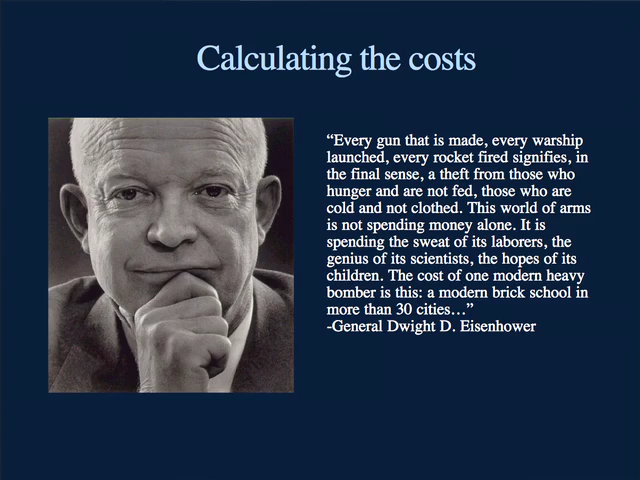 Calculating the costs
“Every gun that is made, every warship
launched, every rocket fired signifies, in
the final sense, a theft from those who
hunger and are not fed, those who are
cold and not clothed. This world of arms
is not spending money alone. It is
spending the sweat of its laborers, the
genius of its scientists, the hopes of its
children. The cost of one modern heavy
bomber is this: a modern brick school in
more than 30 cities…”
-General Dwight D. Eisenhower